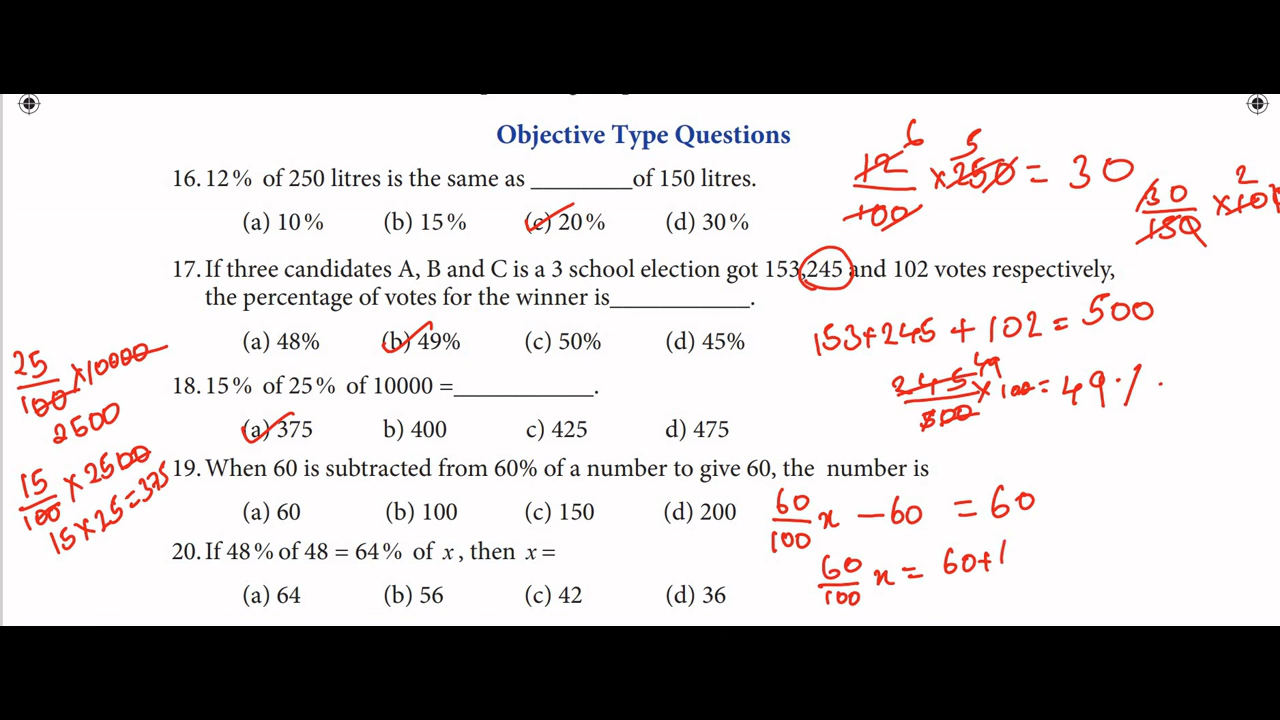 Objective Type Questions
16. 12% of 250 litres is the same as ________ of 150 litres.
(a) 10% (b) 15% (c) 20% (d) 30%
12/100 6 × 250 5 = 30
30/150 × 100 2
17. If three candidates A, B and C is a 3 school election got 153,245 and 102 votes respectively,
the percentage of votes for the winner is____________.
(a) 48% (b) 49% (c) 50% (d) 45%
153+245 + 102 = 500
245/500 49 × 100 = 49%.
18. 15% of 25% of 10000 =____________.
(a) 375 b) 400 c) 425 d) 475
25/100 × 10000
2500
15/100 × 2500
15×25=375
19. When 60 is subtracted from 60% of a number to give 60, the number is
(a) 60 (b) 100 (c) 150 (d) 200
60/100 x − 60 = 60
60/100 x = 60+
20. If 48% of 48 = 64% of x, then x =
(a) 64 (b) 56 (c) 42 (d) 36